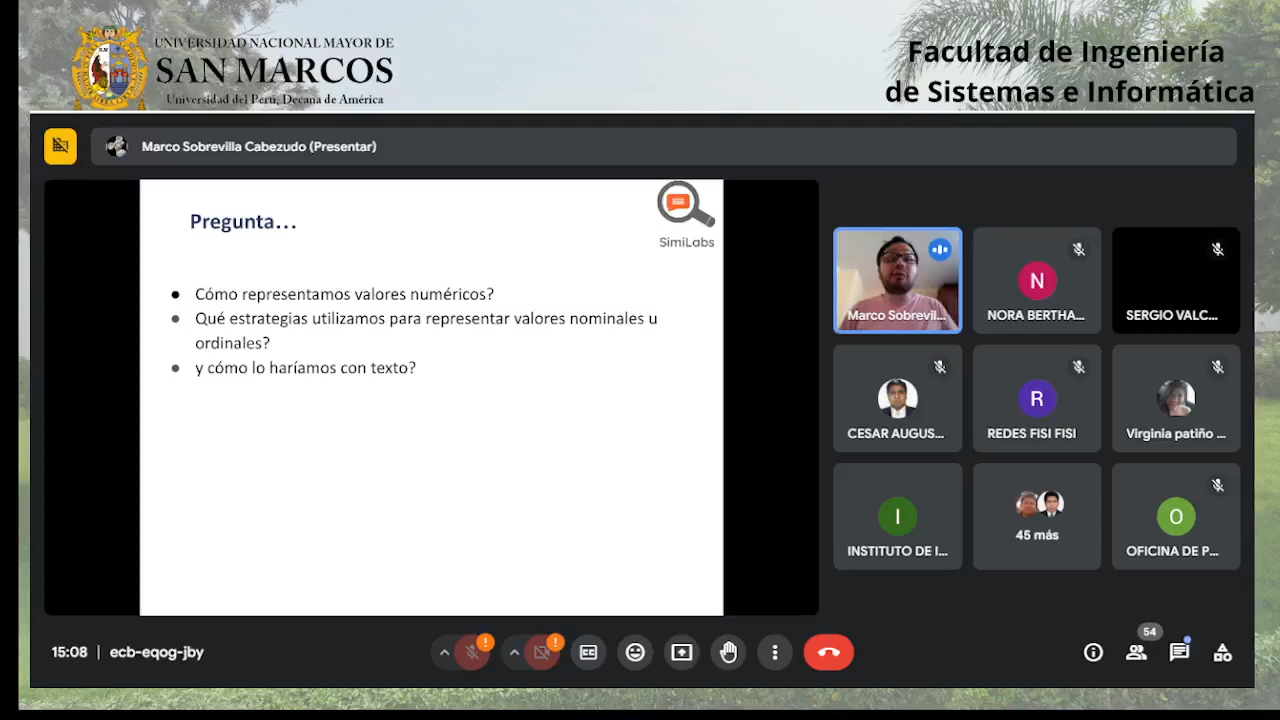 UNIVERSIDAD NACIONAL MAYOR DE
SAN MARCOS
Universidad del Perú, Decana de América
Facultad de Ingeniería
de Sistemas e Informática
Marco Sobrevilla Cabezudo (Presentar)
Pregunta...
SimiLabs
● Cómo representamos valores numéricos?
● Qué estrategias utilizamos para representar valores nominales u
ordinales?
● y cómo lo haríamos con texto?
Marco Sobrevil...
N
NORA BERTHA...
SERGIO VALC...
CESAR AUGUS...
R
REDES FISI FISI
Virginia patiño ...
I
INSTITUTO DE I...
45 más
O
OFICINA DE P...
15:08 | ecb-eqog-jby
54